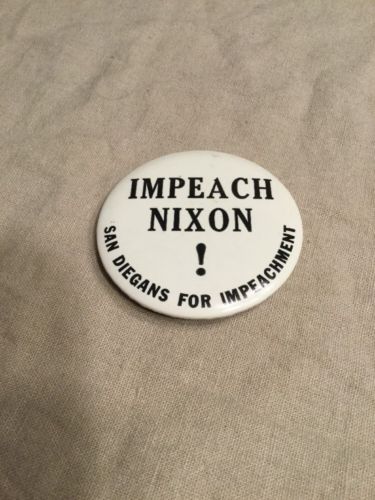 IMPEACH
NIXON
!
SAN DIEGANS FOR IMPEACHMENT